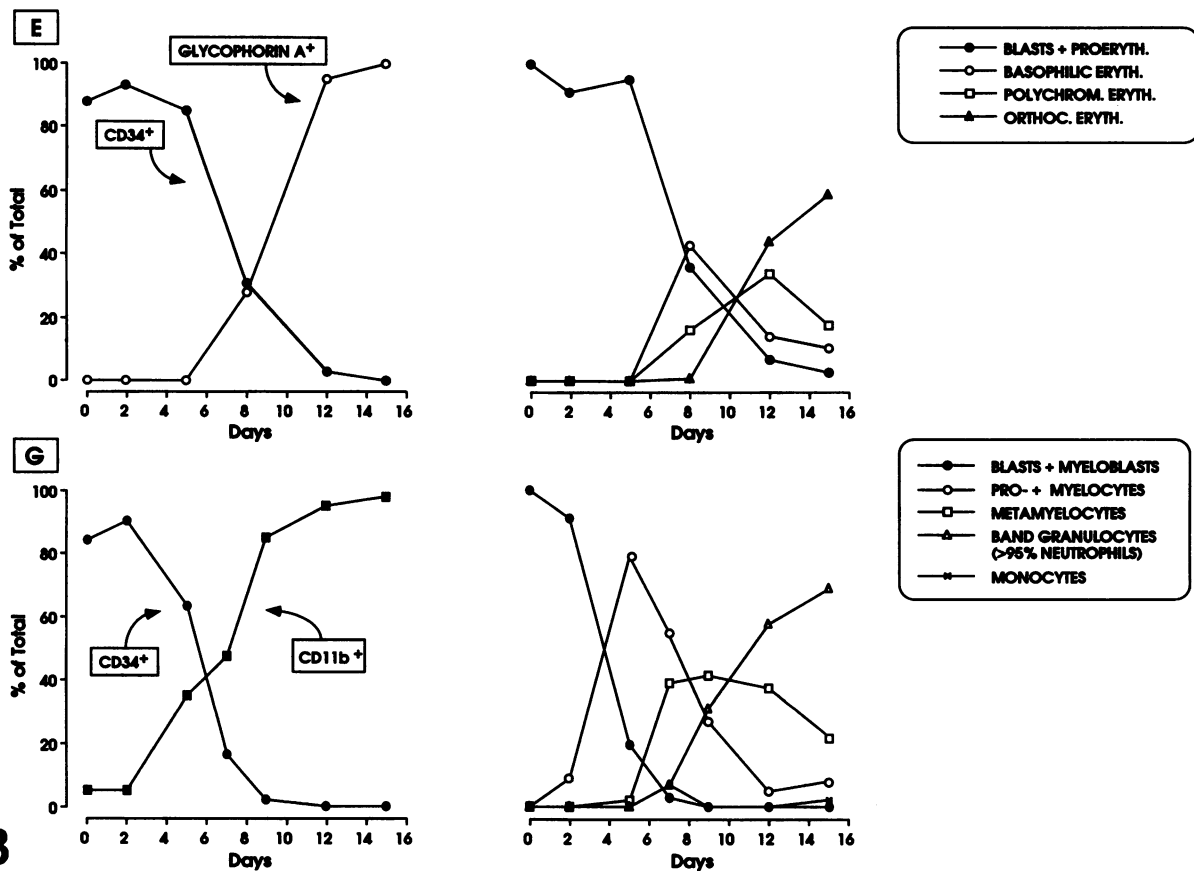 E
GLYCOPHORIN A+
CD34+
% of Total
100
80
60
40
20
0
0 2 4 6 8 10 12 14 16
Days
0 2 4 6 8 10 12 14 16
Days
BLASTS + PROERYTH.
BASOPHILIC ERYTH.
POLYCHROM. ERYTH.
ORTHOC. ERYTH.
G
CD34+
CD11b +
% of Total
100
80
60
40
20
0
0 2 4 6 8 10 12 14 16
Days
0 2 4 6 8 10 12 14 16
Days
BLASTS + MYELOBLASTS
PRO- + MYELOCYTES
METAMYELOCYTES
BAND GRANULOCYTES
(>95% NEUTROPHILS)
MONOCYTES